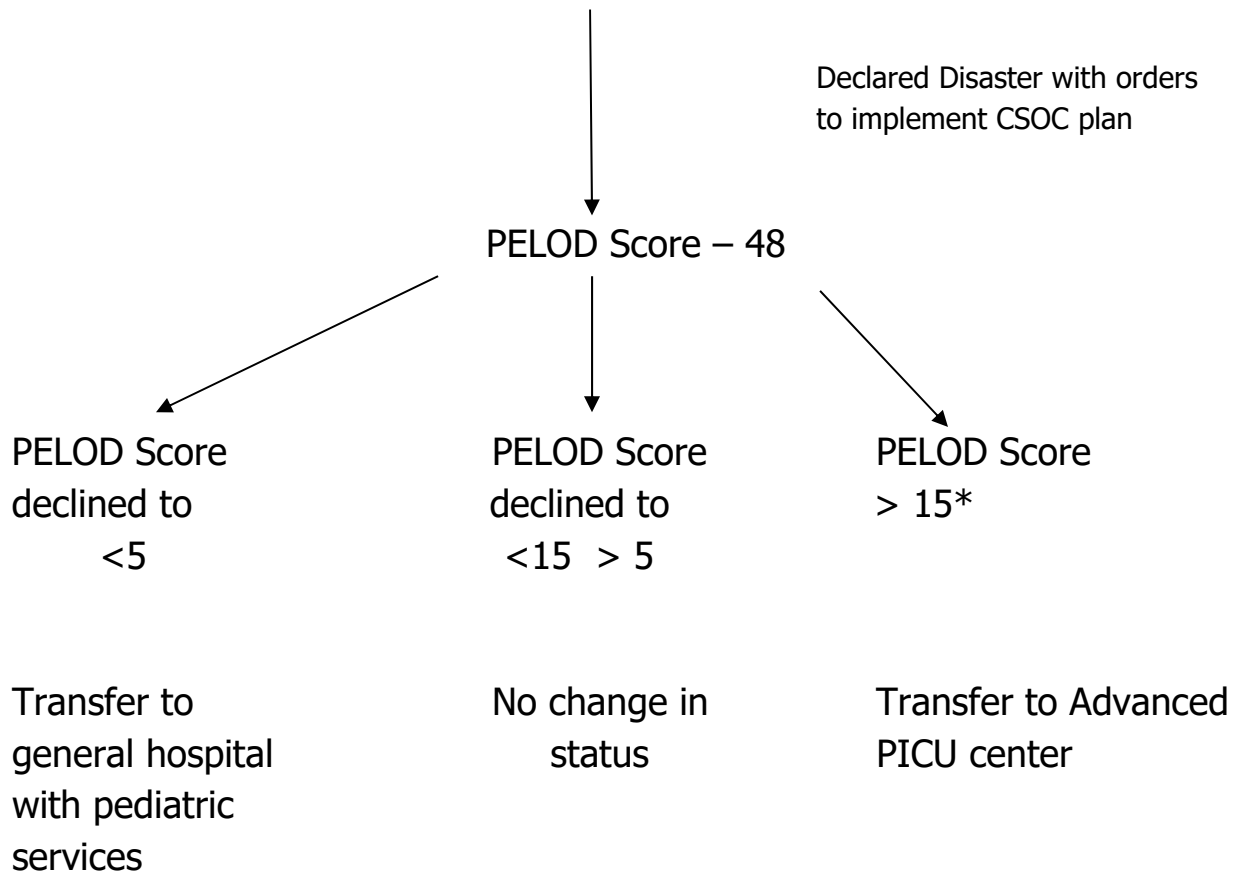 Declared Disaster with orders
to implement CSOC plan
PELOD Score – 48
PELOD Score
declined to
<5
PELOD Score
declined to
<15 > 5
PELOD Score
> 15*
Transfer to
general hospital
with pediatric
services
No change in
status
Transfer to Advanced
PICU center